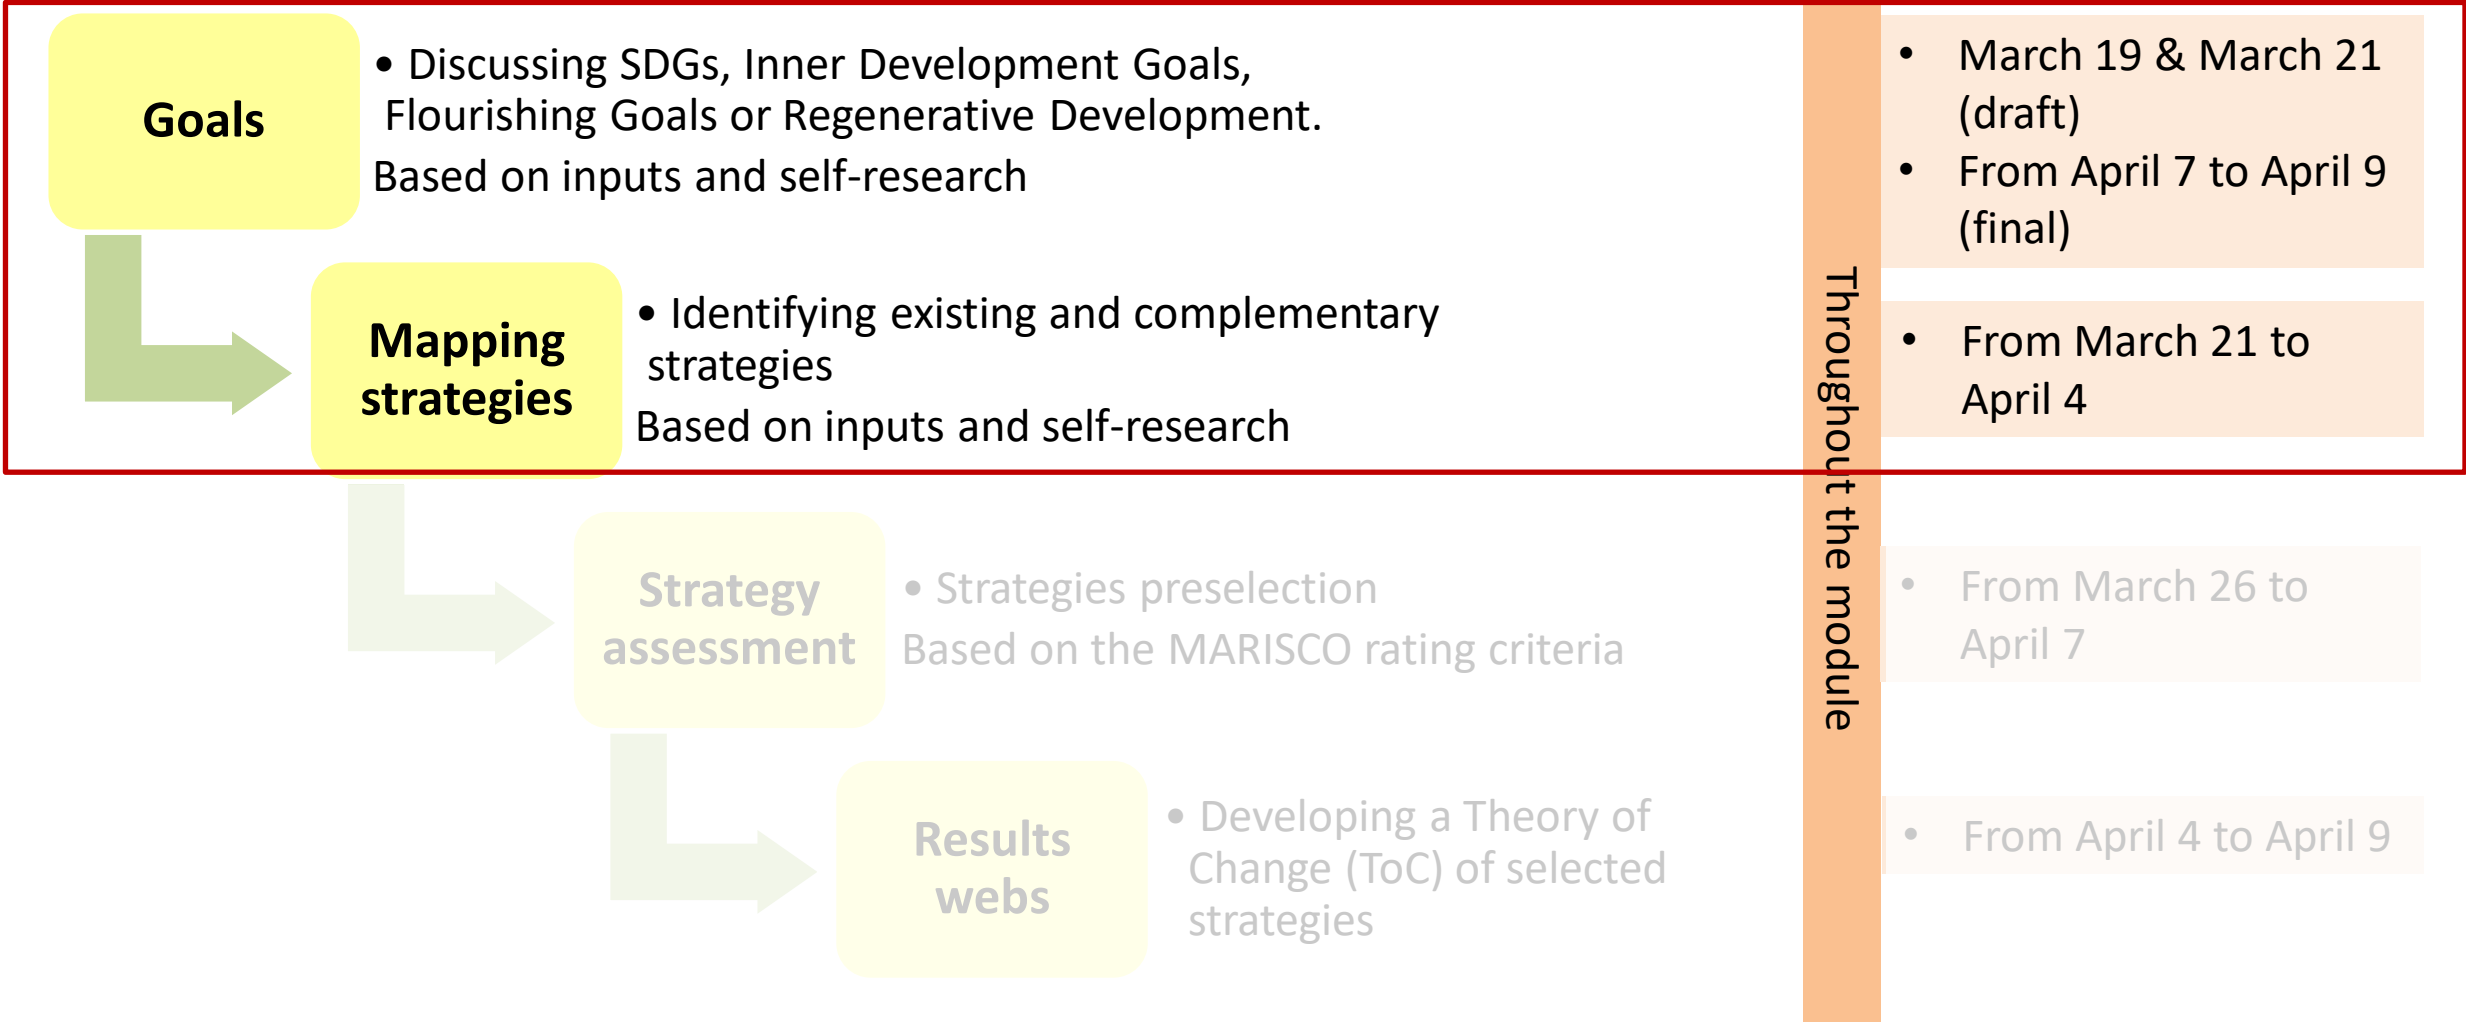 Goals
• Discussing SDGs, Inner Development Goals,
Flourishing Goals or Regenerative Development.
Based on inputs and self-research
• March 19 & March 21
(draft)
• From April 7 to April 9
(final)
Mapping
strategies
• Identifying existing and complementary
strategies
Based on inputs and self-research
• From March 21 to
April 4
Throughout the module
Strategy
assessment
• Strategies preselection
Based on the MARISCO rating criteria
• From March 26 to
April 7
Results
webs
• Developing a Theory of
Change (ToC) of selected
strategies
• From April 4 to April 9